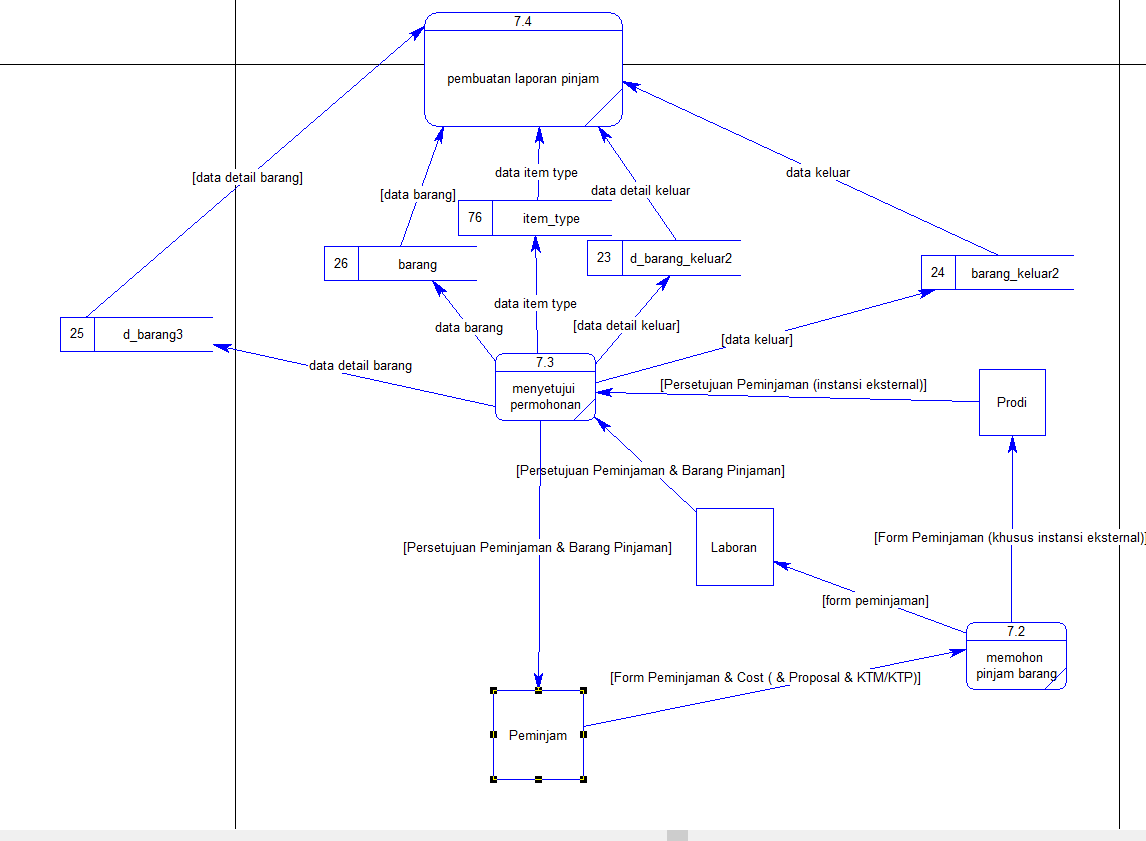 7.4
pembuatan laporan pinjam
[data detail barang]
[data barang]
data item type
data detail keluar
data keluar
76 item_type
26 barang
23 d_barang_keluar2
24 barang_keluar2
25 d_barang3
data item type
data barang
[data detail keluar]
[data keluar]
data detail barang
7.3
menyetujui
permohonan
[Persetujuan Peminjaman (instansi eksternal)]
Prodi
[Persetujuan Peminjaman & Barang Pinjaman]
[Form Peminjaman (khusus instansi eksternal)]
[Persetujuan Peminjaman & Barang Pinjaman]
Laboran
[form peminjaman]
7.2
memohon
pinjam barang
[Form Peminjaman & Cost ( & Proposal & KTM/KTP)]
Peminjam